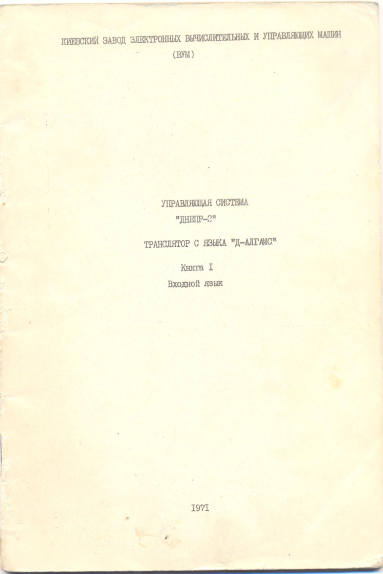 КИЕВСКИЙ ЗАВОД ЭЛЕКТРОННЫХ ВЫЧИСЛИТЕЛЬНЫХ И УПРАВЛЯЮЩИХ МАШИН
(ВУМ)
УПРАВЛЯЮЩАЯ СИСТЕМА
"ДНЕПР-2"
ТРАНСЛЯТОР С ЯЗЫКА "Д-АЛГАМС"
Книга I
Входной язык
1971